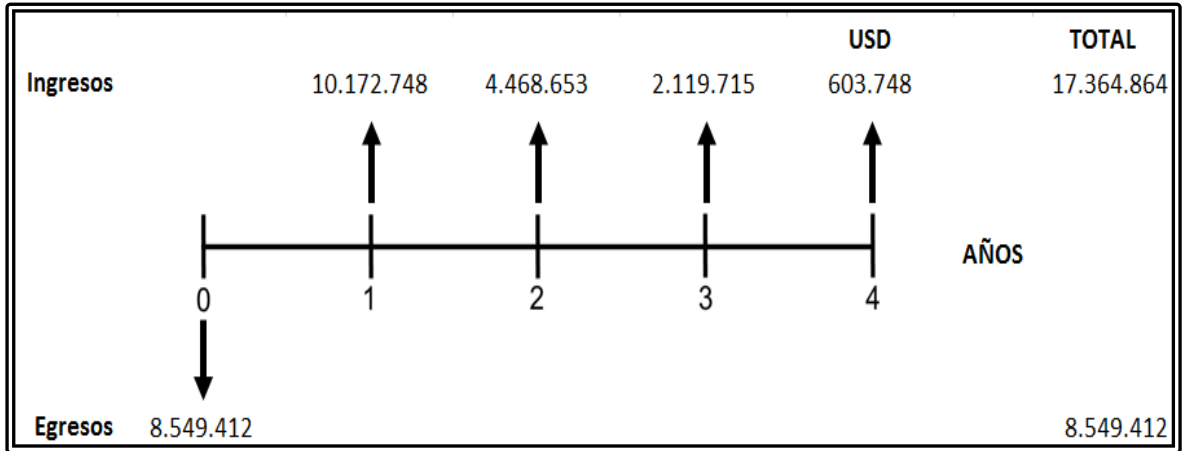 USD TOTAL
Ingresos 10.172.748 4.468.653 2.119.715 603.748 17.364.864
AÑOS
0 1 2 3 4
Egresos 8.549.412 8.549.412